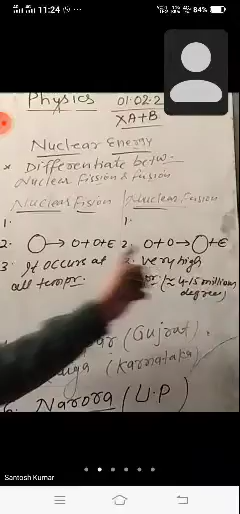 11:24
84%
Physics 01.02.2
XA+B
Nuclear Energy
* Differentiate betw.
Nuclear Fission & Fusion
Nuclear Fision Nuclear Fusion
1. 1.
2. O → O+O+E 2. O+O→O+E
3. It occurs at 3. very high
all tempr. (≈ 4-15 million
degree)
(Gujrat)
(Karnataka)
Narora (U.P)
Santosh Kumar